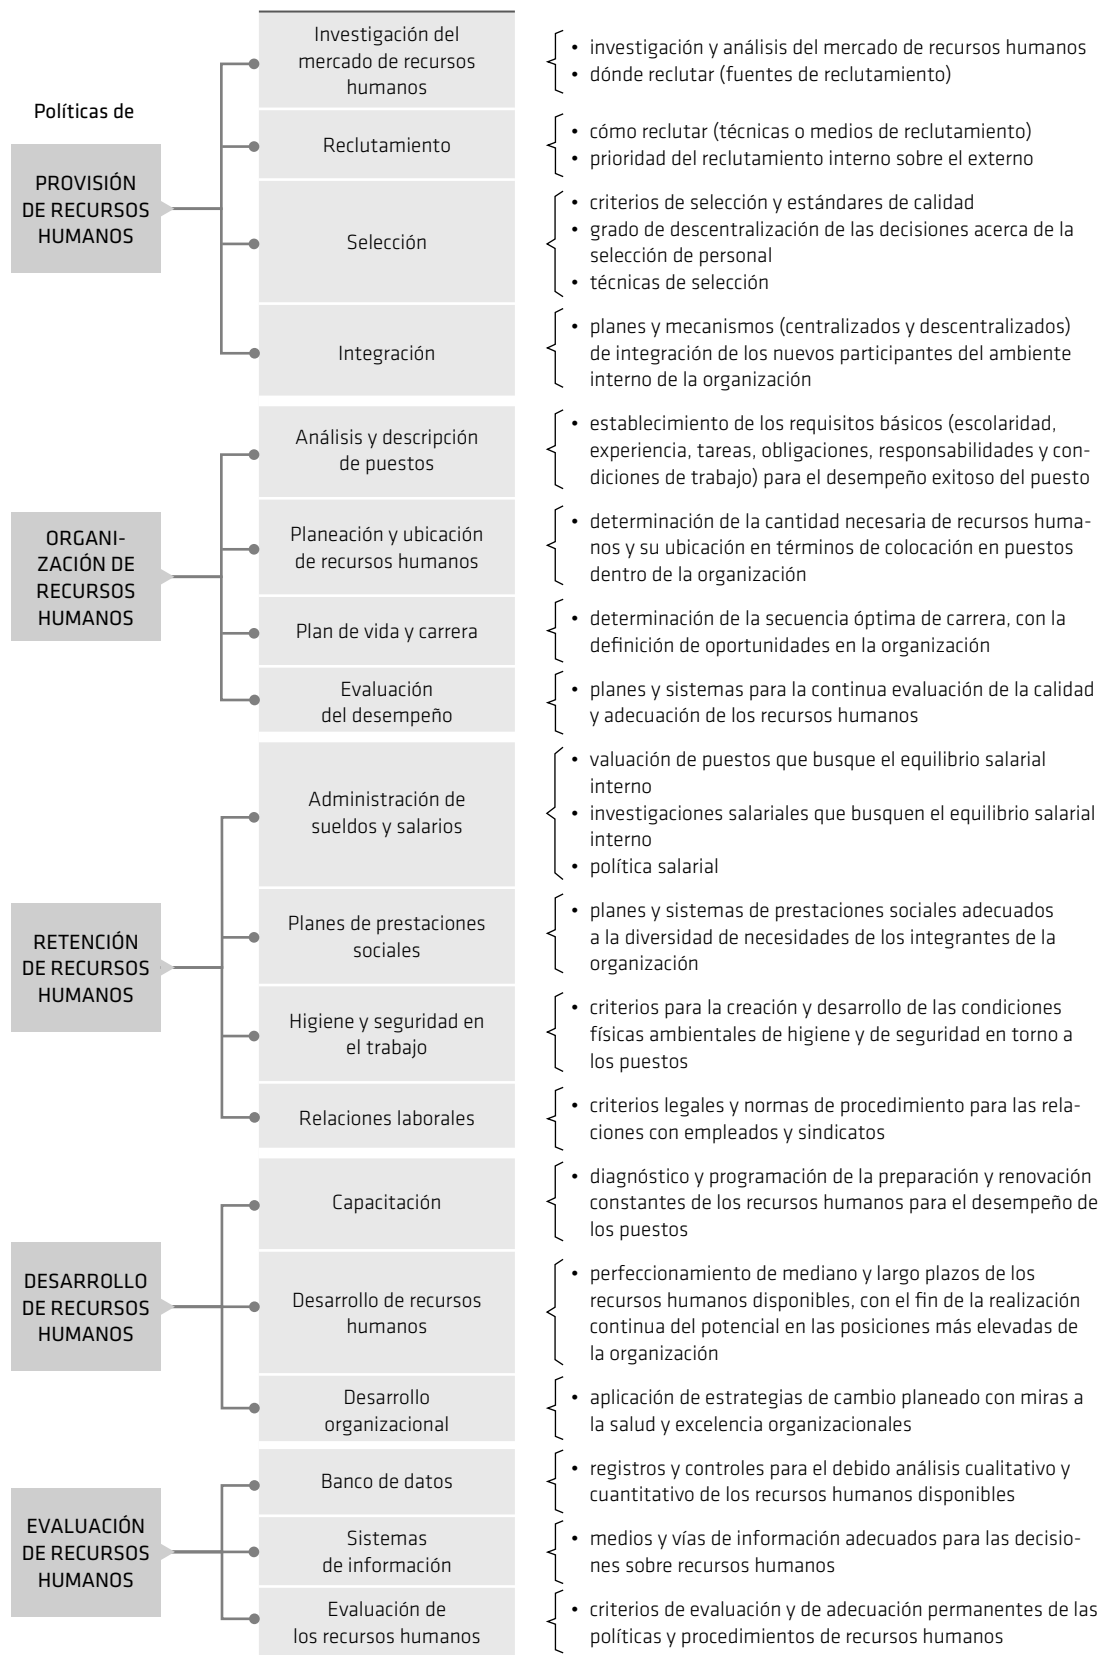 Políticas de
PROVISIÓN
DE RECURSOS
HUMANOS
Investigación del
mercado de recursos
humanos
• investigación y análisis del mercado de recursos humanos
• dónde reclutar (fuentes de reclutamiento)
Reclutamiento
• cómo reclutar (técnicas o medios de reclutamiento)
• prioridad del reclutamiento interno sobre el externo
Selección
• criterios de selección y estándares de calidad
• grado de descentralización de las decisiones acerca de la
selección de personal
• técnicas de selección
Integración
• planes y mecanismos (centralizados y descentralizados)
de integración de los nuevos participantes del ambiente
interno de la organización
ORGANI-
ZACIÓN DE
RECURSOS
HUMANOS
Análisis y descripción
de puestos
• establecimiento de los requisitos básicos (escolaridad,
experiencia, tareas, obligaciones, responsabilidades y con-
diciones de trabajo) para el desempeño exitoso del puesto
Planeación y ubicación
de recursos humanos
• determinación de la cantidad necesaria de recursos huma-
nos y su ubicación en términos de colocación en puestos
dentro de la organización
Plan de vida y carrera
• determinación de la secuencia óptima de carrera, con la
definición de oportunidades en la organización
Evaluación
del desempeño
• planes y sistemas para la continua evaluación de la calidad
y adecuación de los recursos humanos
RETENCIÓN
DE RECURSOS
HUMANOS
Administración de
sueldos y salarios
• valuación de puestos que busque el equilibrio salarial
interno
• investigaciones salariales que busquen el equilibrio salarial
interno
• política salarial
Planes de prestaciones
sociales
• planes y sistemas de prestaciones sociales adecuados
a la diversidad de necesidades de los integrantes de la
organización
Higiene y seguridad en
el trabajo
• criterios para la creación y desarrollo de las condiciones
físicas ambientales de higiene y de seguridad en torno a
los puestos
Relaciones laborales
• criterios legales y normas de procedimiento para las rela-
ciones con empleados y sindicatos
DESARROLLO
DE RECURSOS
HUMANOS
Capacitación
• diagnóstico y programación de la preparación y renovación
constantes de los recursos humanos para el desempeño de
los puestos
Desarrollo de recursos
humanos
• perfeccionamiento de mediano y largo plazos de los
recursos humanos disponibles, con el fin de la realización
continua del potencial en las posiciones más elevadas de
la organización
Desarrollo
organizacional
• aplicación de estrategias de cambio planeado con miras a
la salud y excelencia organizacionales
EVALUACIÓN
DE RECURSOS
HUMANOS
Banco de datos
• registros y controles para el debido análisis cualitativo y
cuantitativo de los recursos humanos disponibles
Sistemas
de información
• medios y vías de información adecuados para las decisio-
nes sobre recursos humanos
Evaluación de
los recursos humanos
• criterios de evaluación y de adecuación permanentes de las
políticas y procedimientos de recursos humanos